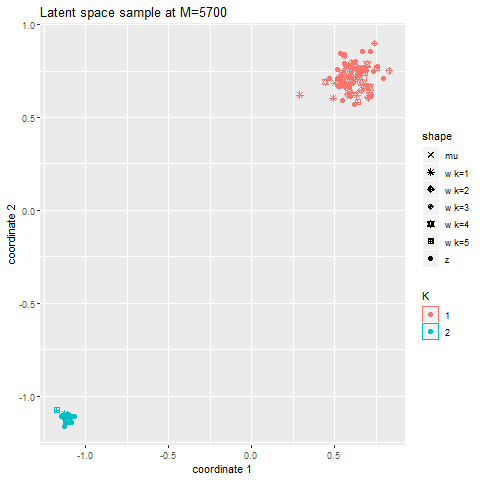 Latent space sample at M=5700
1.0
0.5
0.0
-0.5
-1.0
coordinate 2
-1.0
-0.5
0.0
0.5
coordinate 1
shape
mu
w k=1
w k=2
w k=3
w k=4
w k=5
z
K
1
2